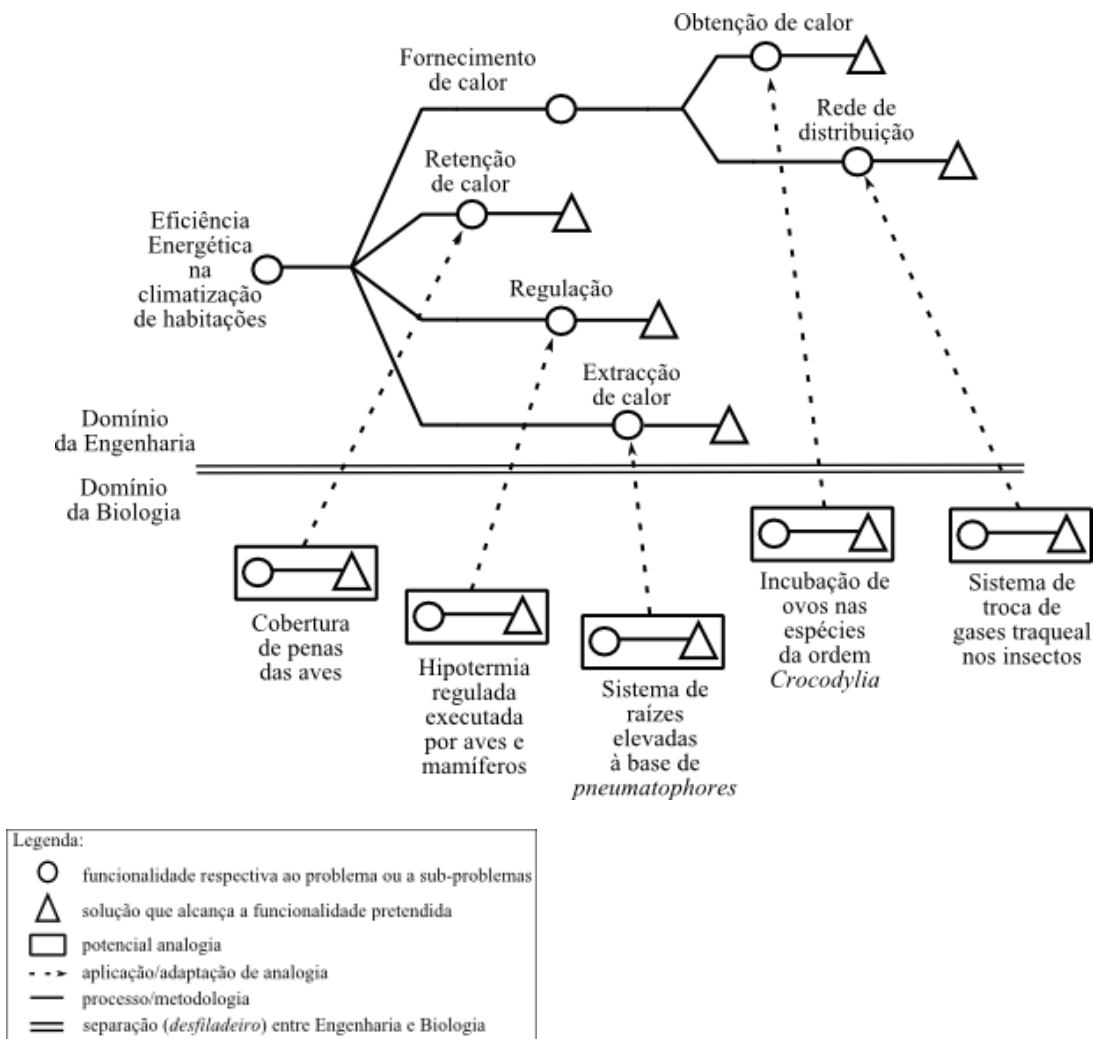 Obtenção de calor
Fornecimento
de calor
Rede de
distribuição
Retenção
de calor
Eficiência
Energética
na
climatização
de habitações
Regulação
Extracção
de calor
Domínio
da Engenharia
Domínio
da Biologia
Cobertura
de penas
das aves
Hipotermia
regulada
executada
por aves e
mamíferos
Sistema de
raízes
elevadas
à base de
pneumatophores
Incubação de
ovos nas
espécies
da ordem
Crocodylia
Sistema de
troca de
gases traqueal
nos insectos
Legenda:
funcionalidade respectiva ao problema ou a sub-problemas
solução que alcança a funcionalidade pretendida
potencial analogia
aplicação/adaptação de analogia
processo/metodologia
separação (desfiladeiro) entre Engenharia e Biologia